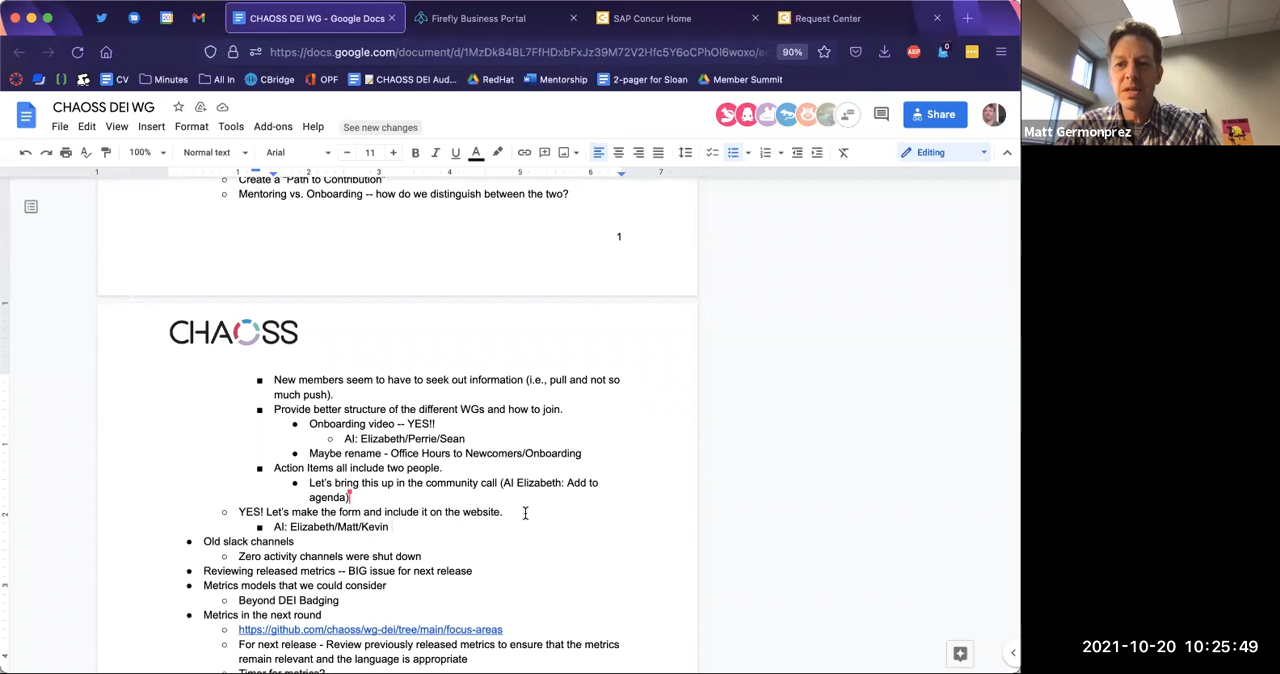 CHAOSS DEI WG - Google Docs
Firefly Business Portal
SAP Concur Home
Request Center
https://docs.google.com/document/d/1MzDk84BL7FfHDxbFxJz39M72V2Hfc5Y6oCPhOl6woxo/e
90%
CV
Minutes
All In
CBridge
OPF
CHAOSS DEI Aud...
RedHat
Mentorship
2-pager for Sloan
Member Summit
CHAOSS DEI WG
File Edit View Insert Format Tools Add-ons Help
See new changes
Share
Matt Germonprez
100% Normal text Arial 11 Editing
Create a "Path to Contribution"
Mentoring vs. Onboarding -- how do we distinguish between the two?
1
CHAOSS
New members seem to have to seek out information (i.e., pull and not so
much push).
Provide better structure of the different WGs and how to join.
Onboarding video -- YES!!
AI: Elizabeth/Perrie/Sean
Maybe rename - Office Hours to Newcomers/Onboarding
Action Items all include two people.
Let's bring this up in the community call (AI Elizabeth: Add to
agenda)
YES! Let's make the form and include it on the website.
AI: Elizabeth/Matt/Kevin
Old slack channels
Zero activity channels were shut down
Reviewing released metrics -- BIG issue for next release
Metrics models that we could consider
Beyond DEI Badging
Metrics in the next round
https://github.com/chaoss/wg-dei/tree/main/focus-areas
For next release - Review previously released metrics to ensure that the metrics
remain relevant and the language is appropriate
Timer for metrics?
2021-10-20 10:25:49